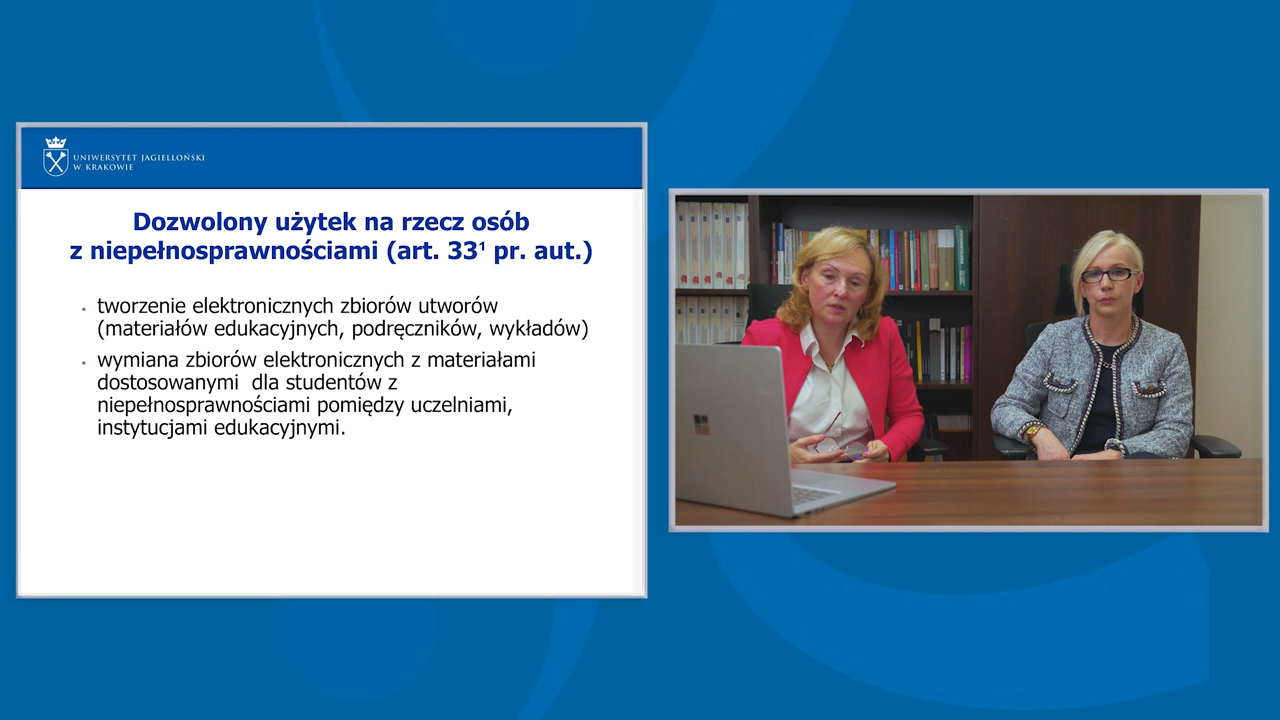 UNIWERSYTET JAGIELLOŃSKI
W KRAKOWIE
Dozwolony użytek na rzecz osób
z niepełnosprawnościami (art. 33¹ pr. aut.)
tworzenie elektronicznych zbiorów utworów
(materiałów edukacyjnych, podręczników, wykładów)
wymiana zbiorów elektronicznych z materiałami
dostosowanymi dla studentów z
niepełnosprawnościami pomiędzy uczelniami,
instytucjami edukacyjnymi.